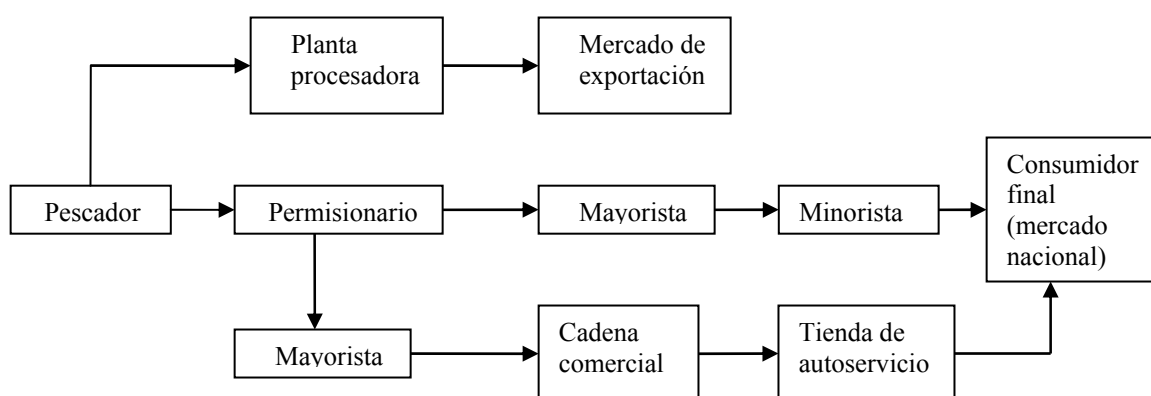 Planta
procesadora
Mercado de
exportación
Pescador
Permisionario
Mayorista
Minorista
Consumidor
final
(mercado
nacional)
Mayorista
Cadena
comercial
Tienda de
autoservicio